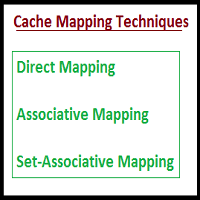 Cache Mapping Techniques
Direct Mapping
Associative Mapping
Set-Associative Mapping